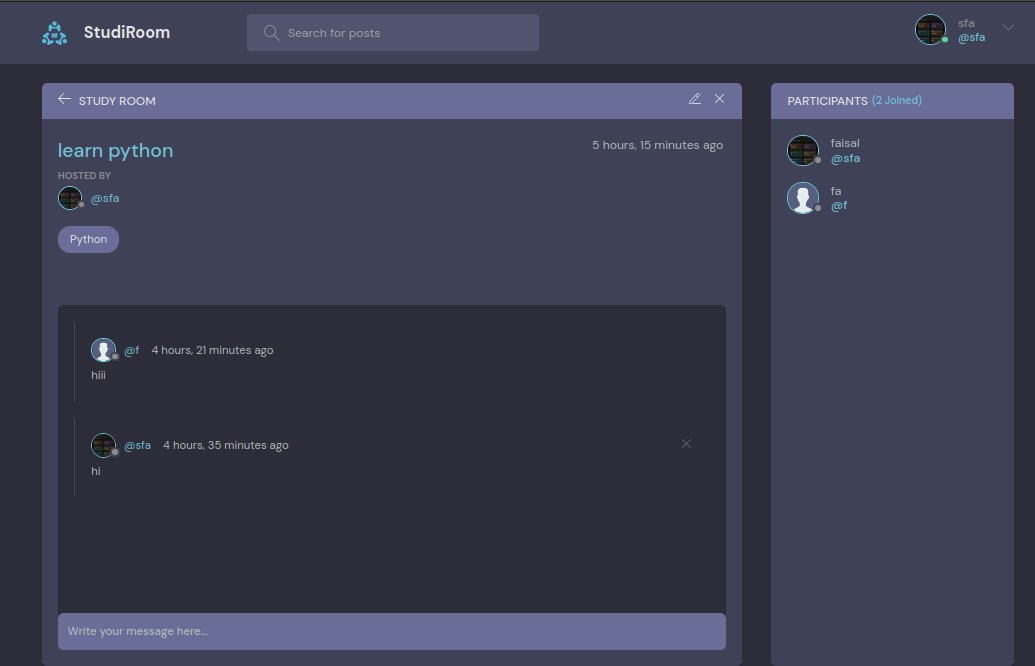 StudiRoom
Search for posts
sfa
@sfa
STUDY ROOM
learn python
5 hours, 15 minutes ago
HOSTED BY
@sfa
Python
@f 4 hours, 21 minutes ago
hiii
@sfa 4 hours, 35 minutes ago
hi
Write your message here...
PARTICIPANTS (2 Joined)
faisal
@sfa
fa
@f